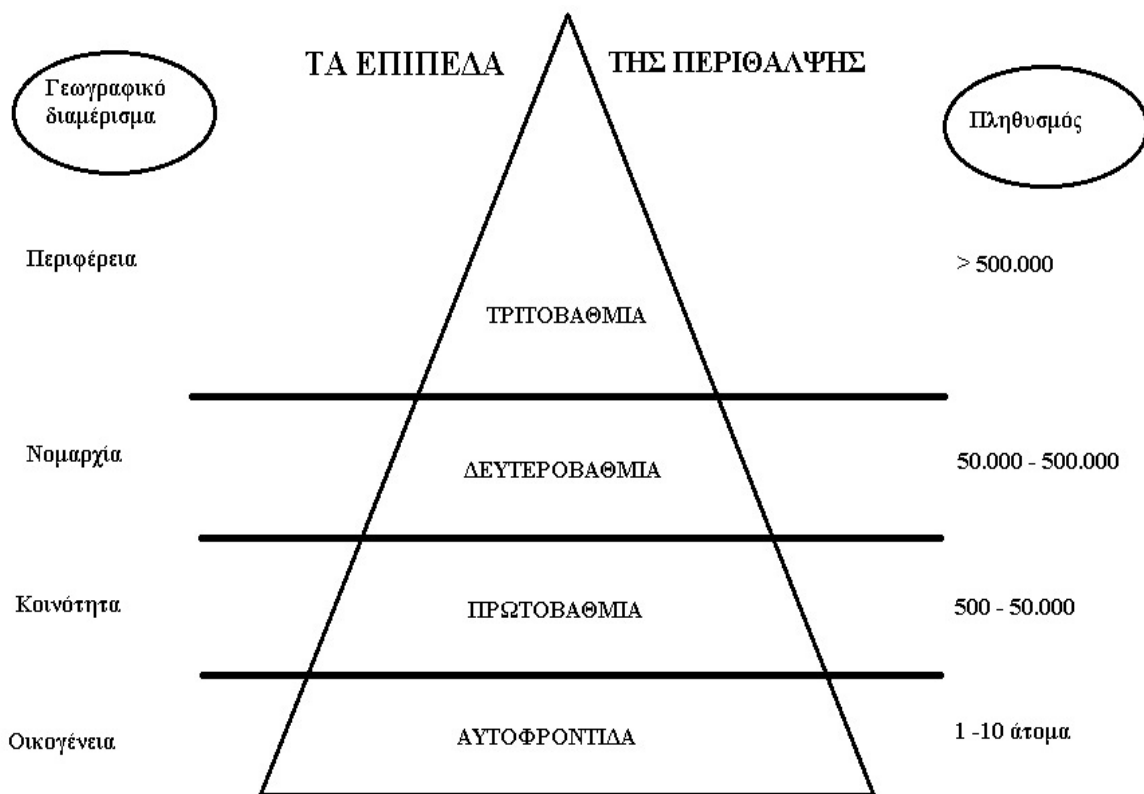 ΤΑ ΕΠΙΠΕΔΑ ΤΗΣ ΠΕΡΙΘΑΛΨΗΣ
Γεωγραφικό
διαμέρισμα
Πληθυσμός
Περιφέρεια
> 500.000
ΤΡΙΤΟΒΑΘΜΙΑ
Νομαρχία
ΔΕΥΤΕΡΟΒΑΘΜΙΑ
50.000 - 500.000
Κοινότητα
ΠΡΩΤΟΒΑΘΜΙΑ
500 - 50.000
Οικογένεια
ΑΥΤΟΦΡΟΝΤΙΔΑ
1 -10 άτομα